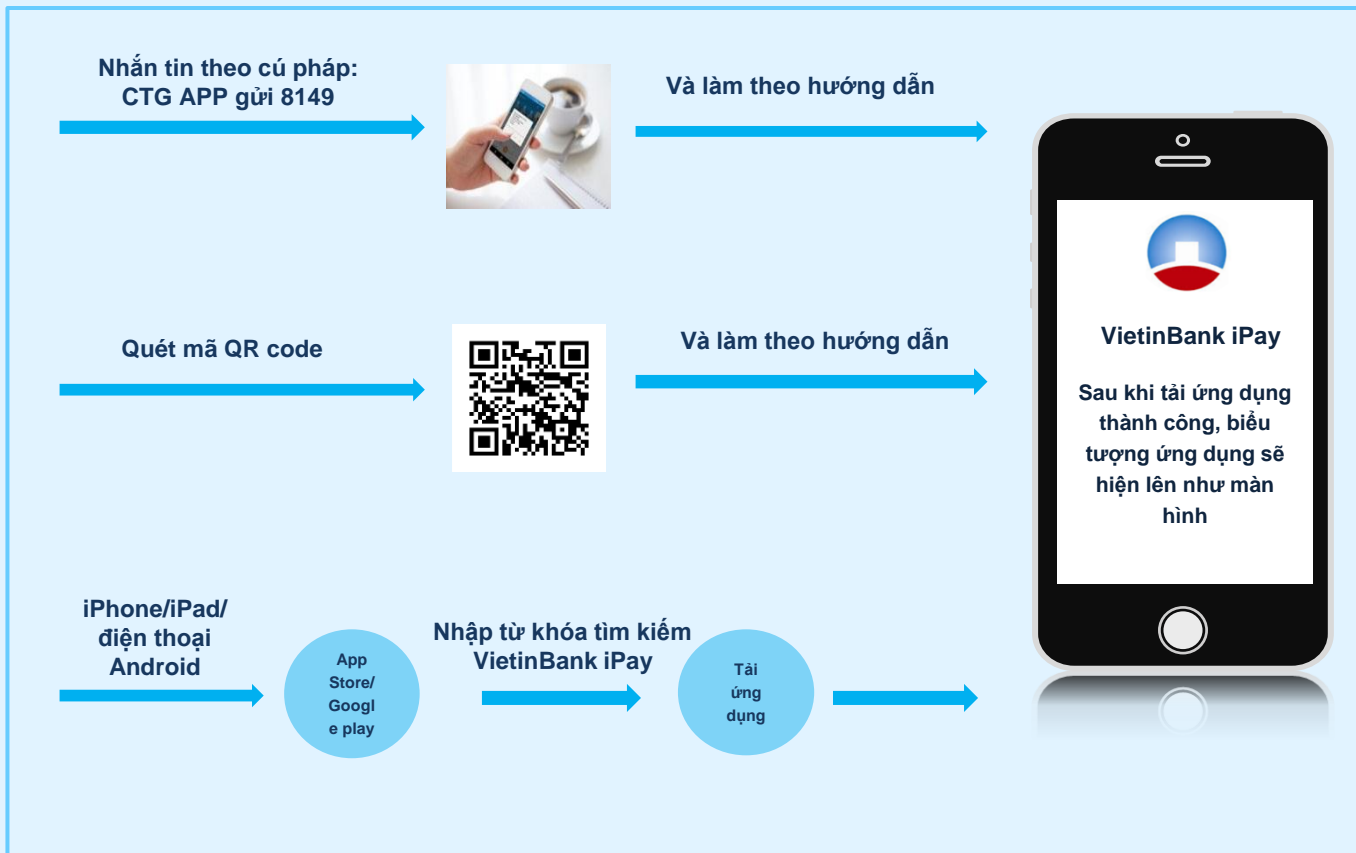 Nhắn tin theo cú pháp:
CTG APP gửi 8149
Và làm theo hướng dẫn
Quét mã QR code
Và làm theo hướng dẫn
iPhone/iPad/
điện thoại
Android
App
Store/
Googl
e play
Nhập từ khóa tìm kiếm
VietinBank iPay
Tải
ứng
dụng
VietinBank iPay
Sau khi tải ứng dụng
thành công, biểu
tượng ứng dụng sẽ
hiện lên như màn
hình